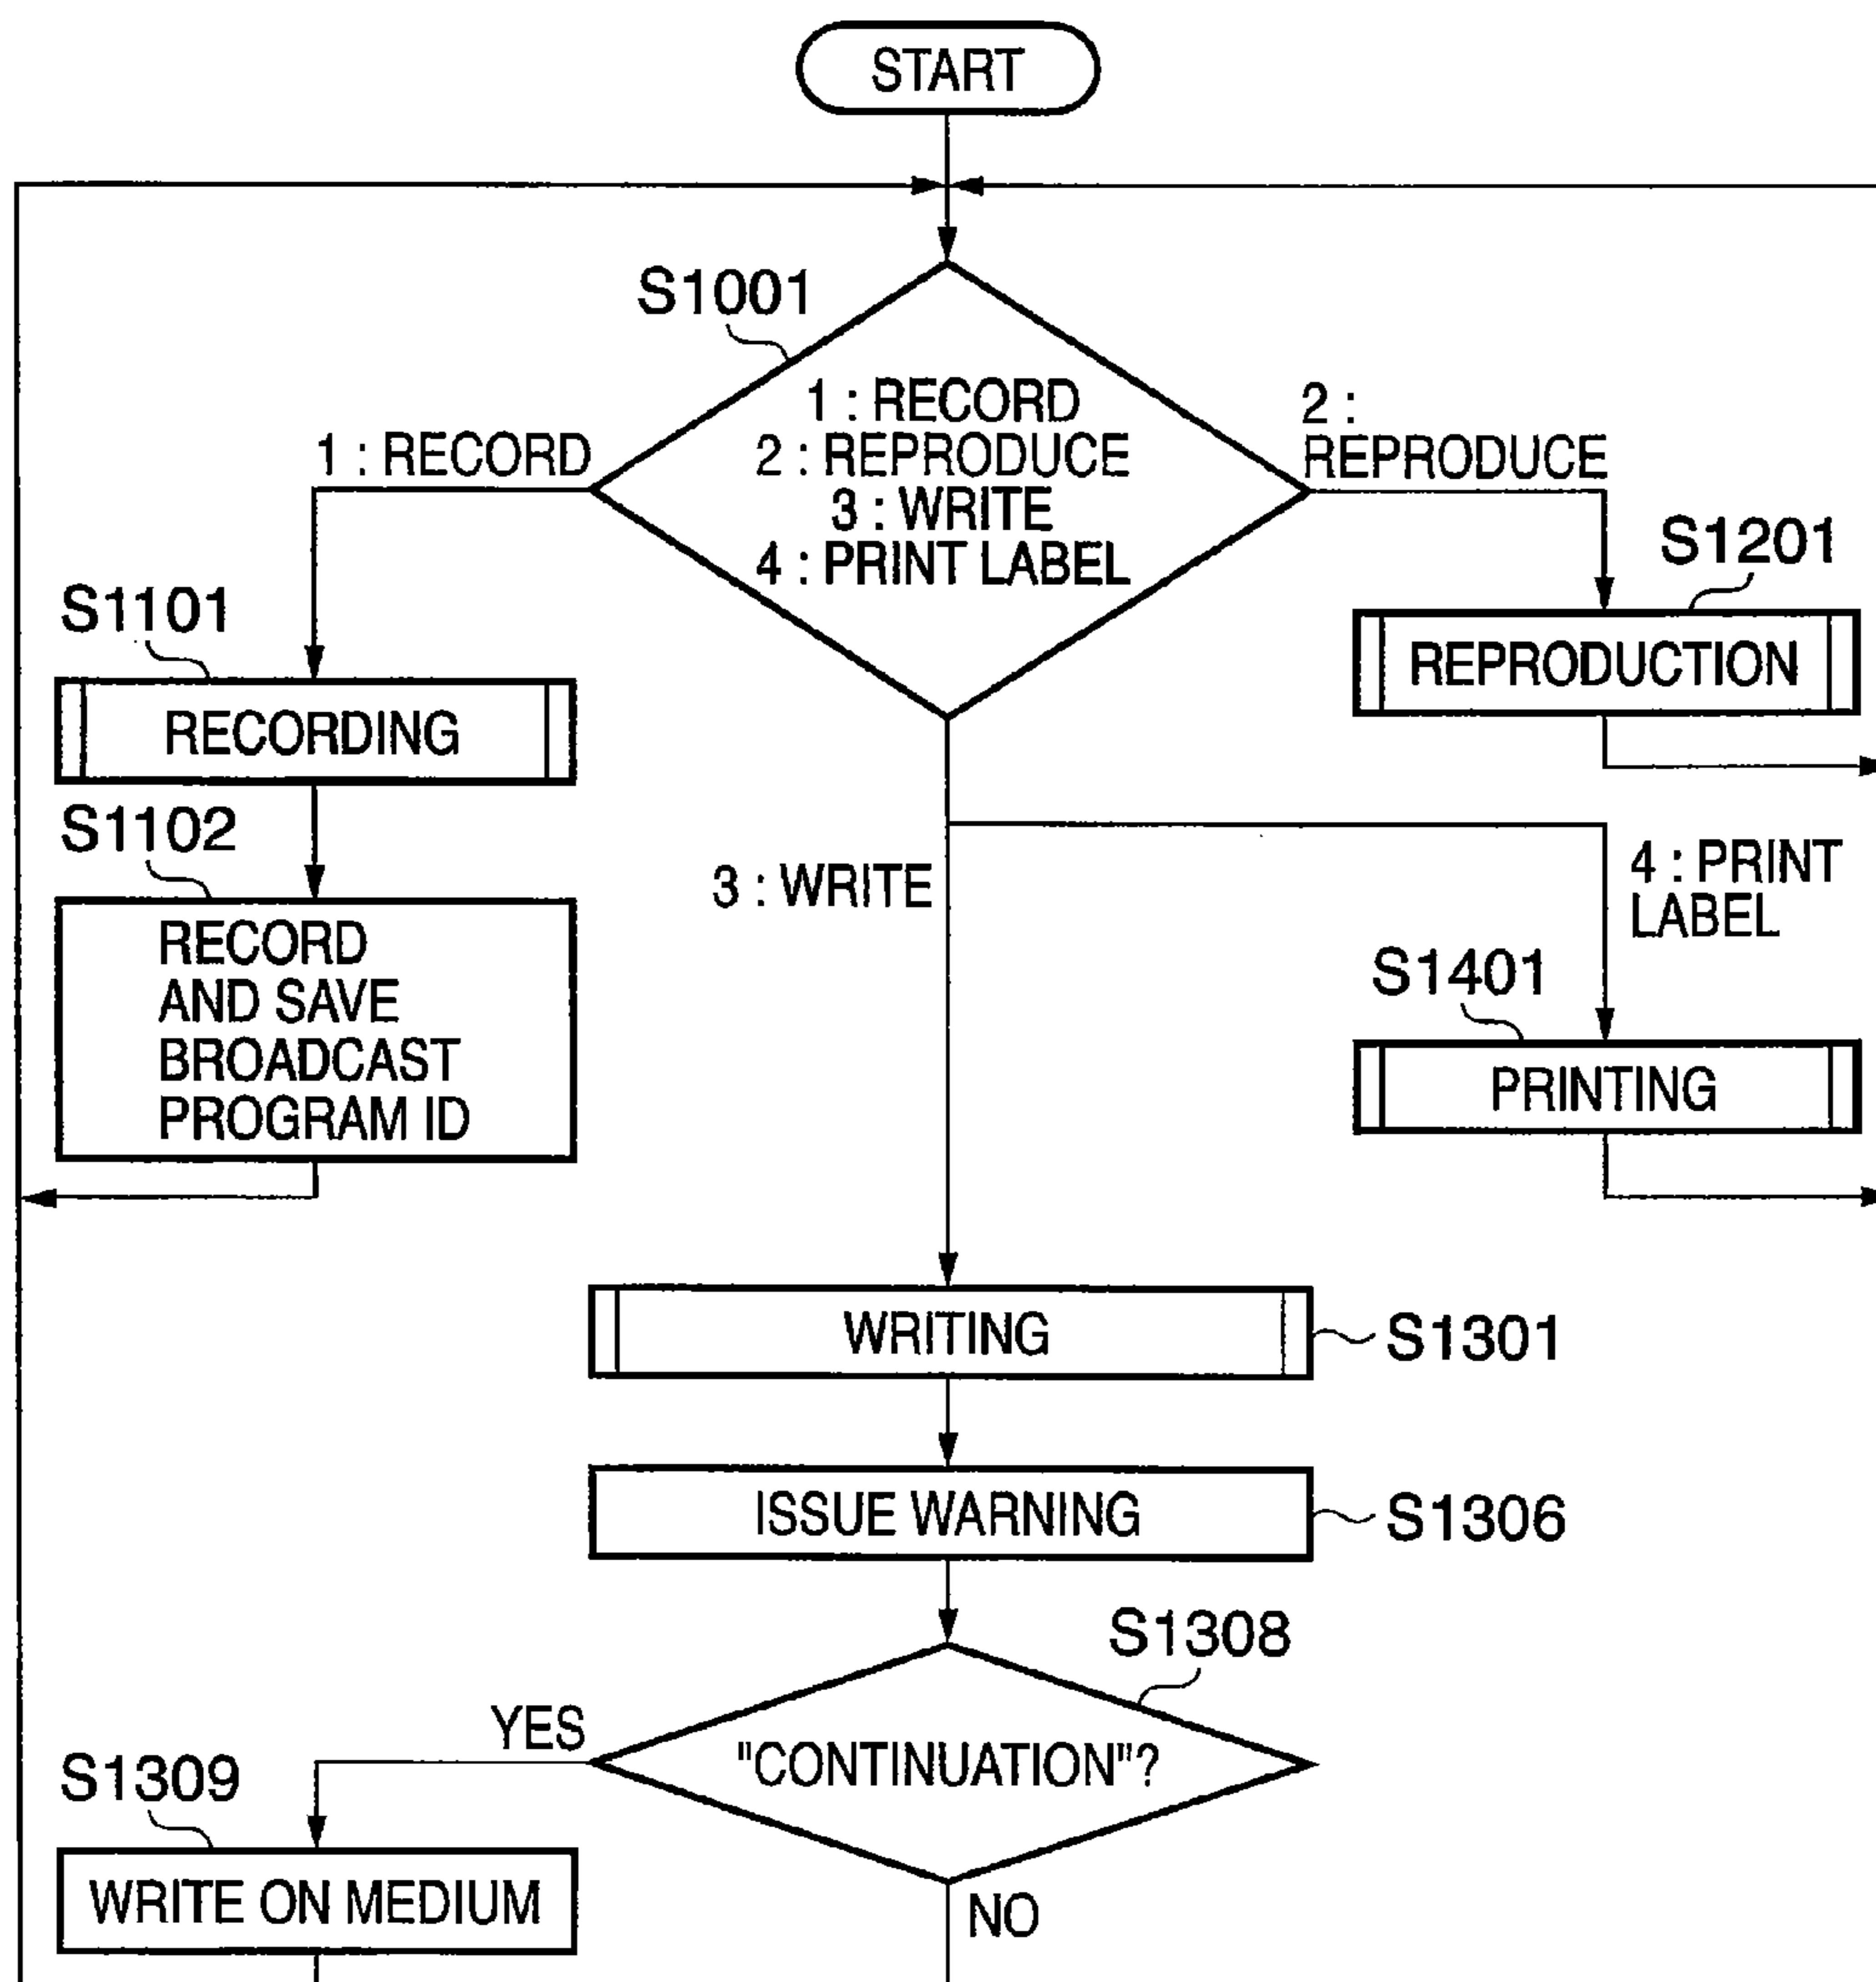 START
S1001
1 : RECORD
2 : REPRODUCE
3 : WRITE
4 : PRINT LABEL
1 : RECORD
2 :
REPRODUCE
S1201
REPRODUCTION
S1101
RECORDING
S1102
RECORD
AND SAVE
BROADCAST
PROGRAM ID
3 : WRITE
4 : PRINT
LABEL
S1401
PRINTING
WRITING
S1301
ISSUE WARNING
S1306
S1308
"CONTINUATION"?
YES
S1309
WRITE ON MEDIUM
NO